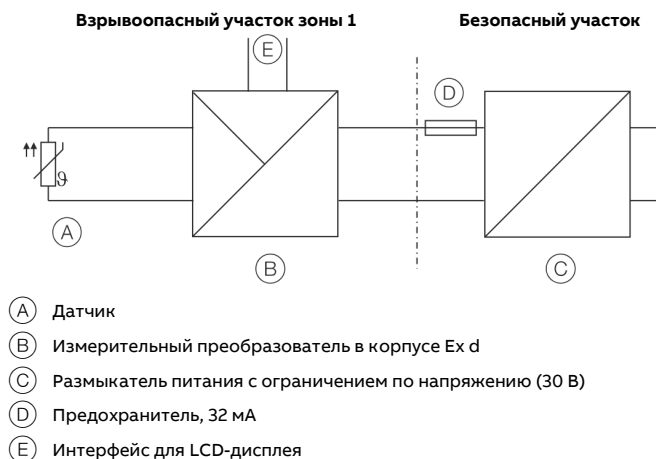 Взрывоопасный участок зоны 1 Безопасный участок
E
D
ϑ
A
B
C
A Датчик
B Измерительный преобразователь в корпусе Ex d
C Размыкатель питания с ограничением по напряжению (30 В)
D Предохранитель, 32 мА
E Интерфейс для LCD-дисплея